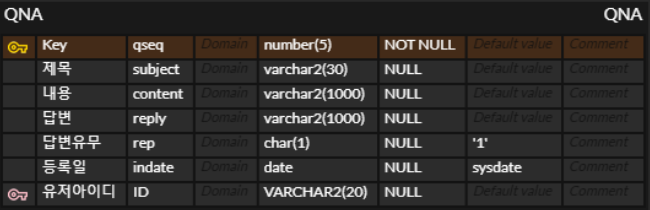 QNA QNA
Key qseq Domain number(5) NOT NULL Default value Comment
제목 subject Domain varchar2(30) NULL Default value Comment
내용 content Domain varchar2(1000) NULL Default value Comment
답변 reply Domain varchar2(1000) NULL Default value Comment
답변유무 rep Domain char(1) NULL '1' Comment
등록일 indate Domain date NULL sysdate Comment
유저아이디 ID Domain VARCHAR2(20) NULL Default value Comment